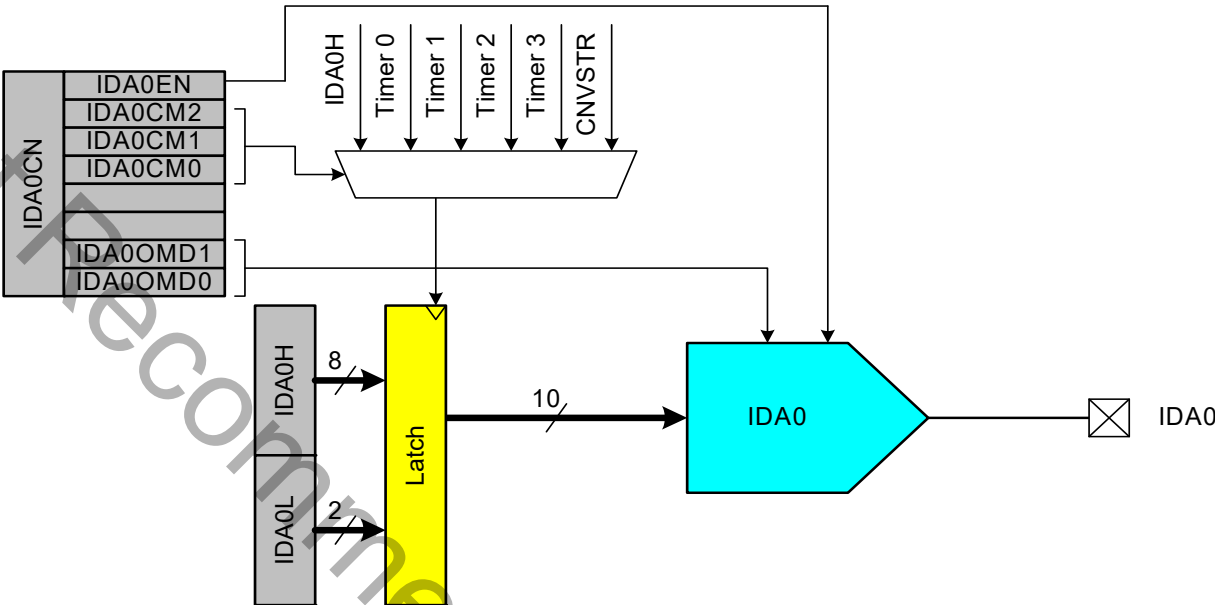 IDA0CN
IDA0EN
IDA0CM2
IDA0CM1
IDA0CM0
IDA0OMD1
IDA0OMD0
IDA0H
Timer 0
Timer 1
Timer 2
Timer 3
CNVSTR
IDA0H
IDA0L
8
2
Latch
10
IDA0
IDA0
Recomme